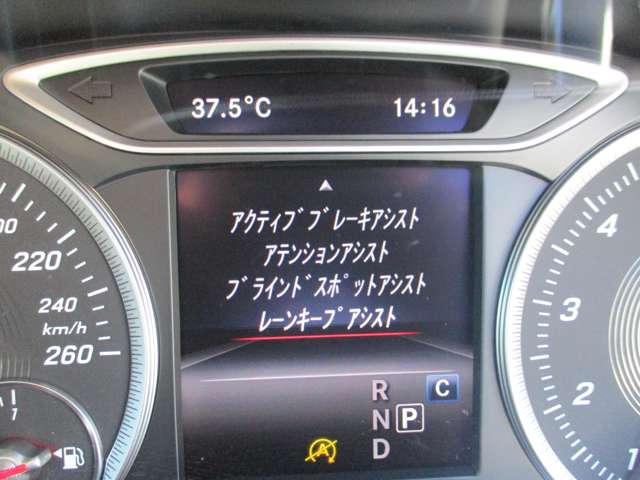 37.5°C 14:16
アクティブブレーキアシスト
アテンションアシスト
ブラインドスポットアシスト
レーンキープアシスト
220
240
km/h
260
4
3
2
1
R C
N P
D
A
1